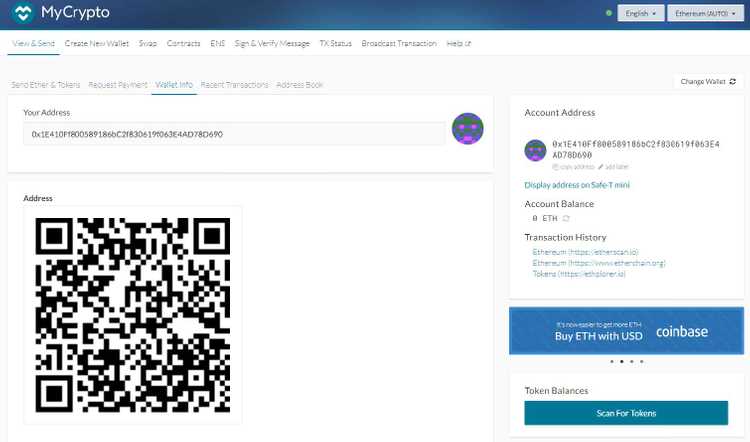 MyCrypto
English
Ethereum (AUTO)
View & Send Create New Wallet Swap Contracts ENS Sign & Verify Message TX Status Broadcast Transaction Help
Send Ether & Tokens Request Payment Wallet Info Recent Transactions Address Book
Change Wallet
Your Address
0x1E410Ff800589186bC2f830619f063E4AD78D690
Address
Account Address
0x1E410Ff800589186bC2f830619f063E4
AD78D690
copy address add label
Display address on Safe-T mini
Account Balance
0 ETH
Transaction History
Ethereum (https://etherscan.io)
Ethereum (https://www.etherchain.org)
Tokens (https://ethplorer.io)
It's now easier to get more ETH
Buy ETH with USD
coinbase
Token Balances
Scan For Tokens